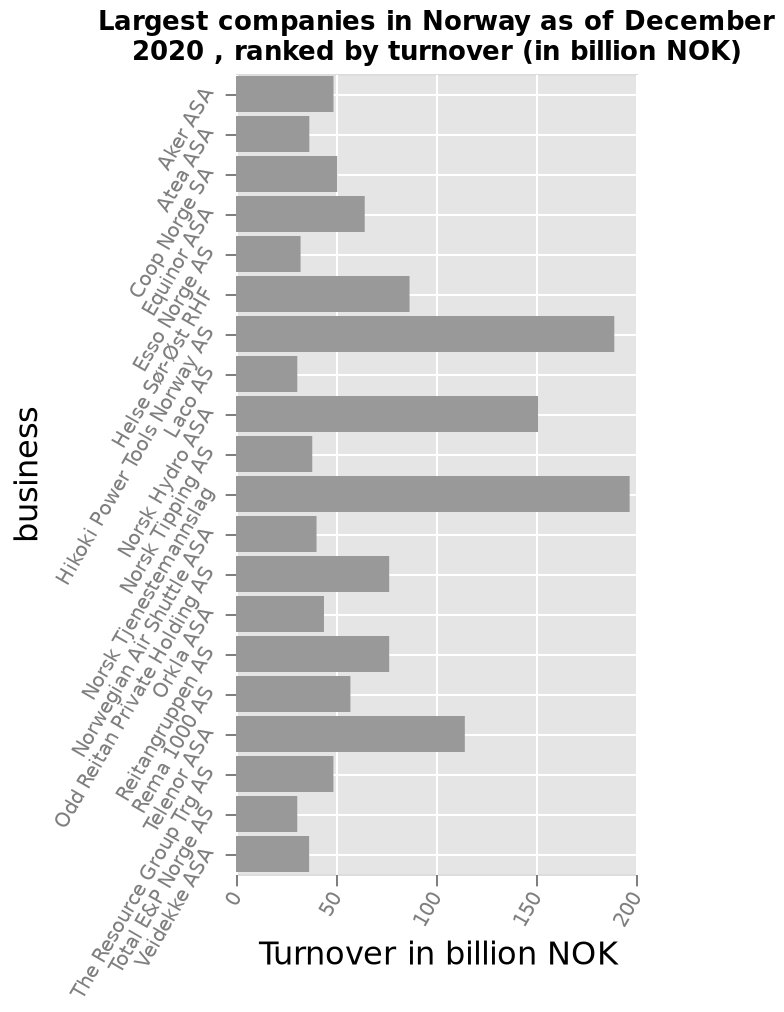 Largest companies in Norway as of December
2020 , ranked by turnover (in billion NOK)
business
Aker ASA
Atea ASA
Coop Norge SA
Equinor ASA
Esso Norge AS
Helse Sør-Øst RHF
Hikoki Power Tools Norway AS
Laco AS
Norsk Hydro ASA
Norsk Tipping AS
Norsk Tjenestemannslag
Norwegian Air Shuttle ASA
Odd Reitan Private Holding AS
Orkla ASA
Reitangruppen AS
Rema 1000 AS
Telenor ASA
The Resource Group Trg AS
Total E&P Norge AS
Veidekke ASA
0
50
100
150
200
Turnover in billion NOK